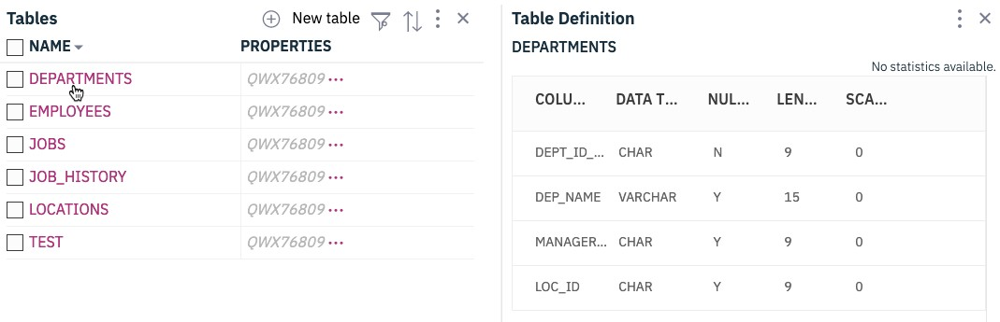 Tables
New table
NAME
PROPERTIES
DEPARTMENTS
QWX76809 •••
EMPLOYEES
QWX76809 •••
JOBS
QWX76809 •••
JOB_HISTORY
QWX76809 •••
LOCATIONS
QWX76809 •••
TEST
QWX76809 •••
Table Definition
DEPARTMENTS
No statistics available.
COLU... DATA T... NUL... LEN... SCA...
DEPT_ID_... CHAR N 9 0
DEP_NAME VARCHAR Y 15 0
MANAGER... CHAR Y 9 0
LOC_ID CHAR Y 9 0